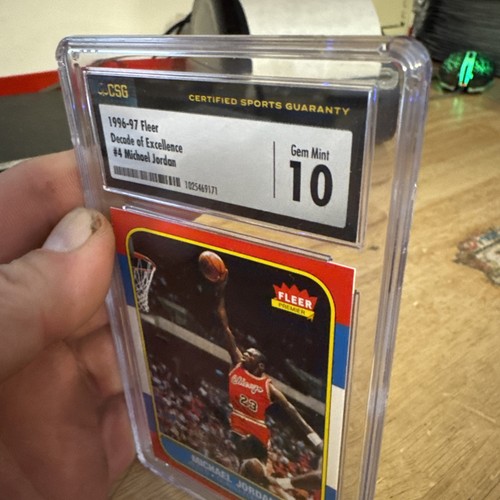 CSG
CERTIFIED SPORTS GUARANTY
1996-97 Fleer
Decade of Excellence
#4 Michael Jordan
1025469171
Gem Mint
10
FLEER
PREMIER
Chicago
23
MICHAEL JORDAN